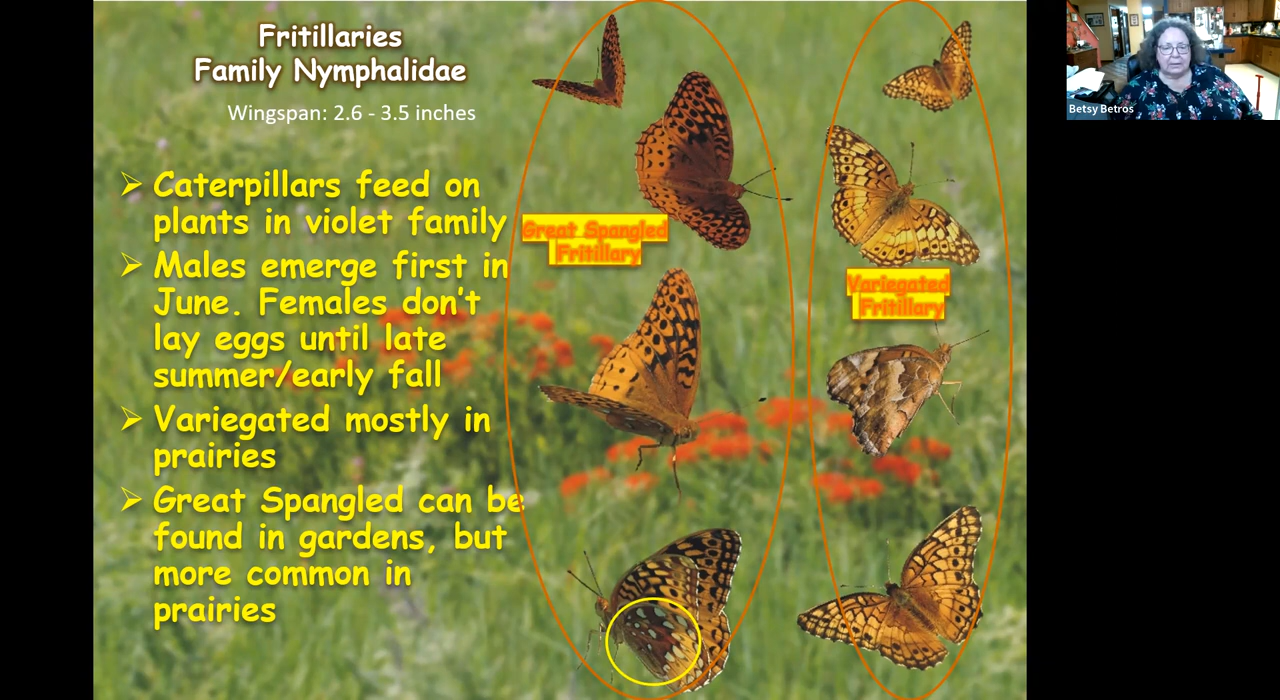 Fritillaries
Family Nymphalidae
Wingspan: 2.6 - 3.5 inches
Caterpillars feed on
plants in violet family
Males emerge first in
June. Females don't
lay eggs until late
summer/early fall
Variegated mostly in
prairies
Great Spangled can be
found in gardens, but
more common in
prairies
Great Spangled
Fritillary
Variegated
Fritillary
Betsy Betros